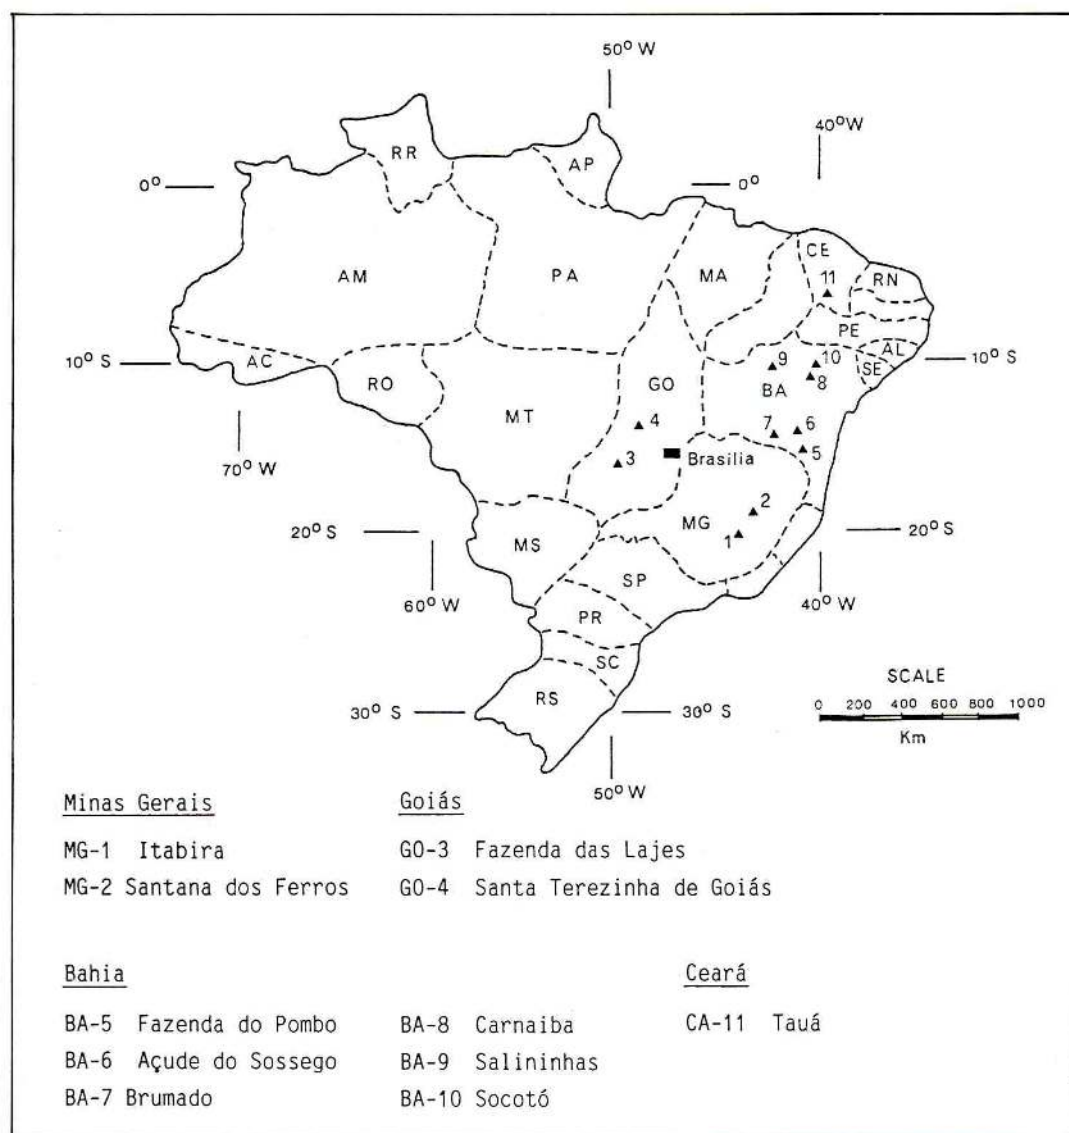 50° W
40°W
RR
AP
0°
0°
CE
11
RN
AM
PA
MA
PE
10° S
AC
RO
GO
9
10
AL
10° S
BA
8
SE
MT
4
7
6
70° W
3
Brasilia
5
2
20° S
MS
MG
1
20° S
SP
60° W
40° W
PR
SC
SCALE
RS
0 200 400 600 800 1000
30° S
30° S
Km
50° W
Minas Gerais
Goiás
MG-1 Itabira
GO-3 Fazenda das Lajes
MG-2 Santana dos Ferros
GO-4 Santa Terezinha de Goiás
Bahia
Ceará
BA-5 Fazenda do Pombo
BA-8 Carnaiba
CA-11 Tauá
BA-6 Açude do Sossego
BA-9 Salininhas
BA-7 Brumado
BA-10 Socotó